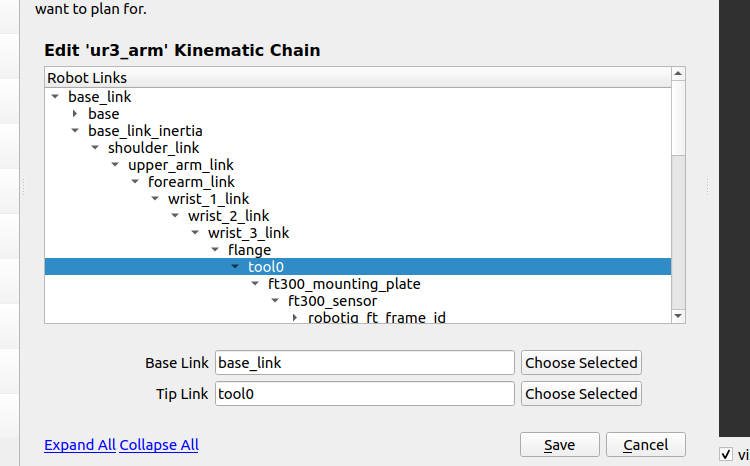 want to plan for.
Edit 'ur3_arm' Kinematic Chain
Robot Links
base_link
base
base_link_inertia
shoulder_link
upper_arm_link
forearm_link
wrist_1_link
wrist_2_link
wrist_3_link
flange
tool0
ft300_mounting_plate
ft300_sensor
robotiq_ft_frame_id
Base Link base_link Choose Selected
Tip Link tool0 Choose Selected
Expand All Collapse All Save Cancel
vi